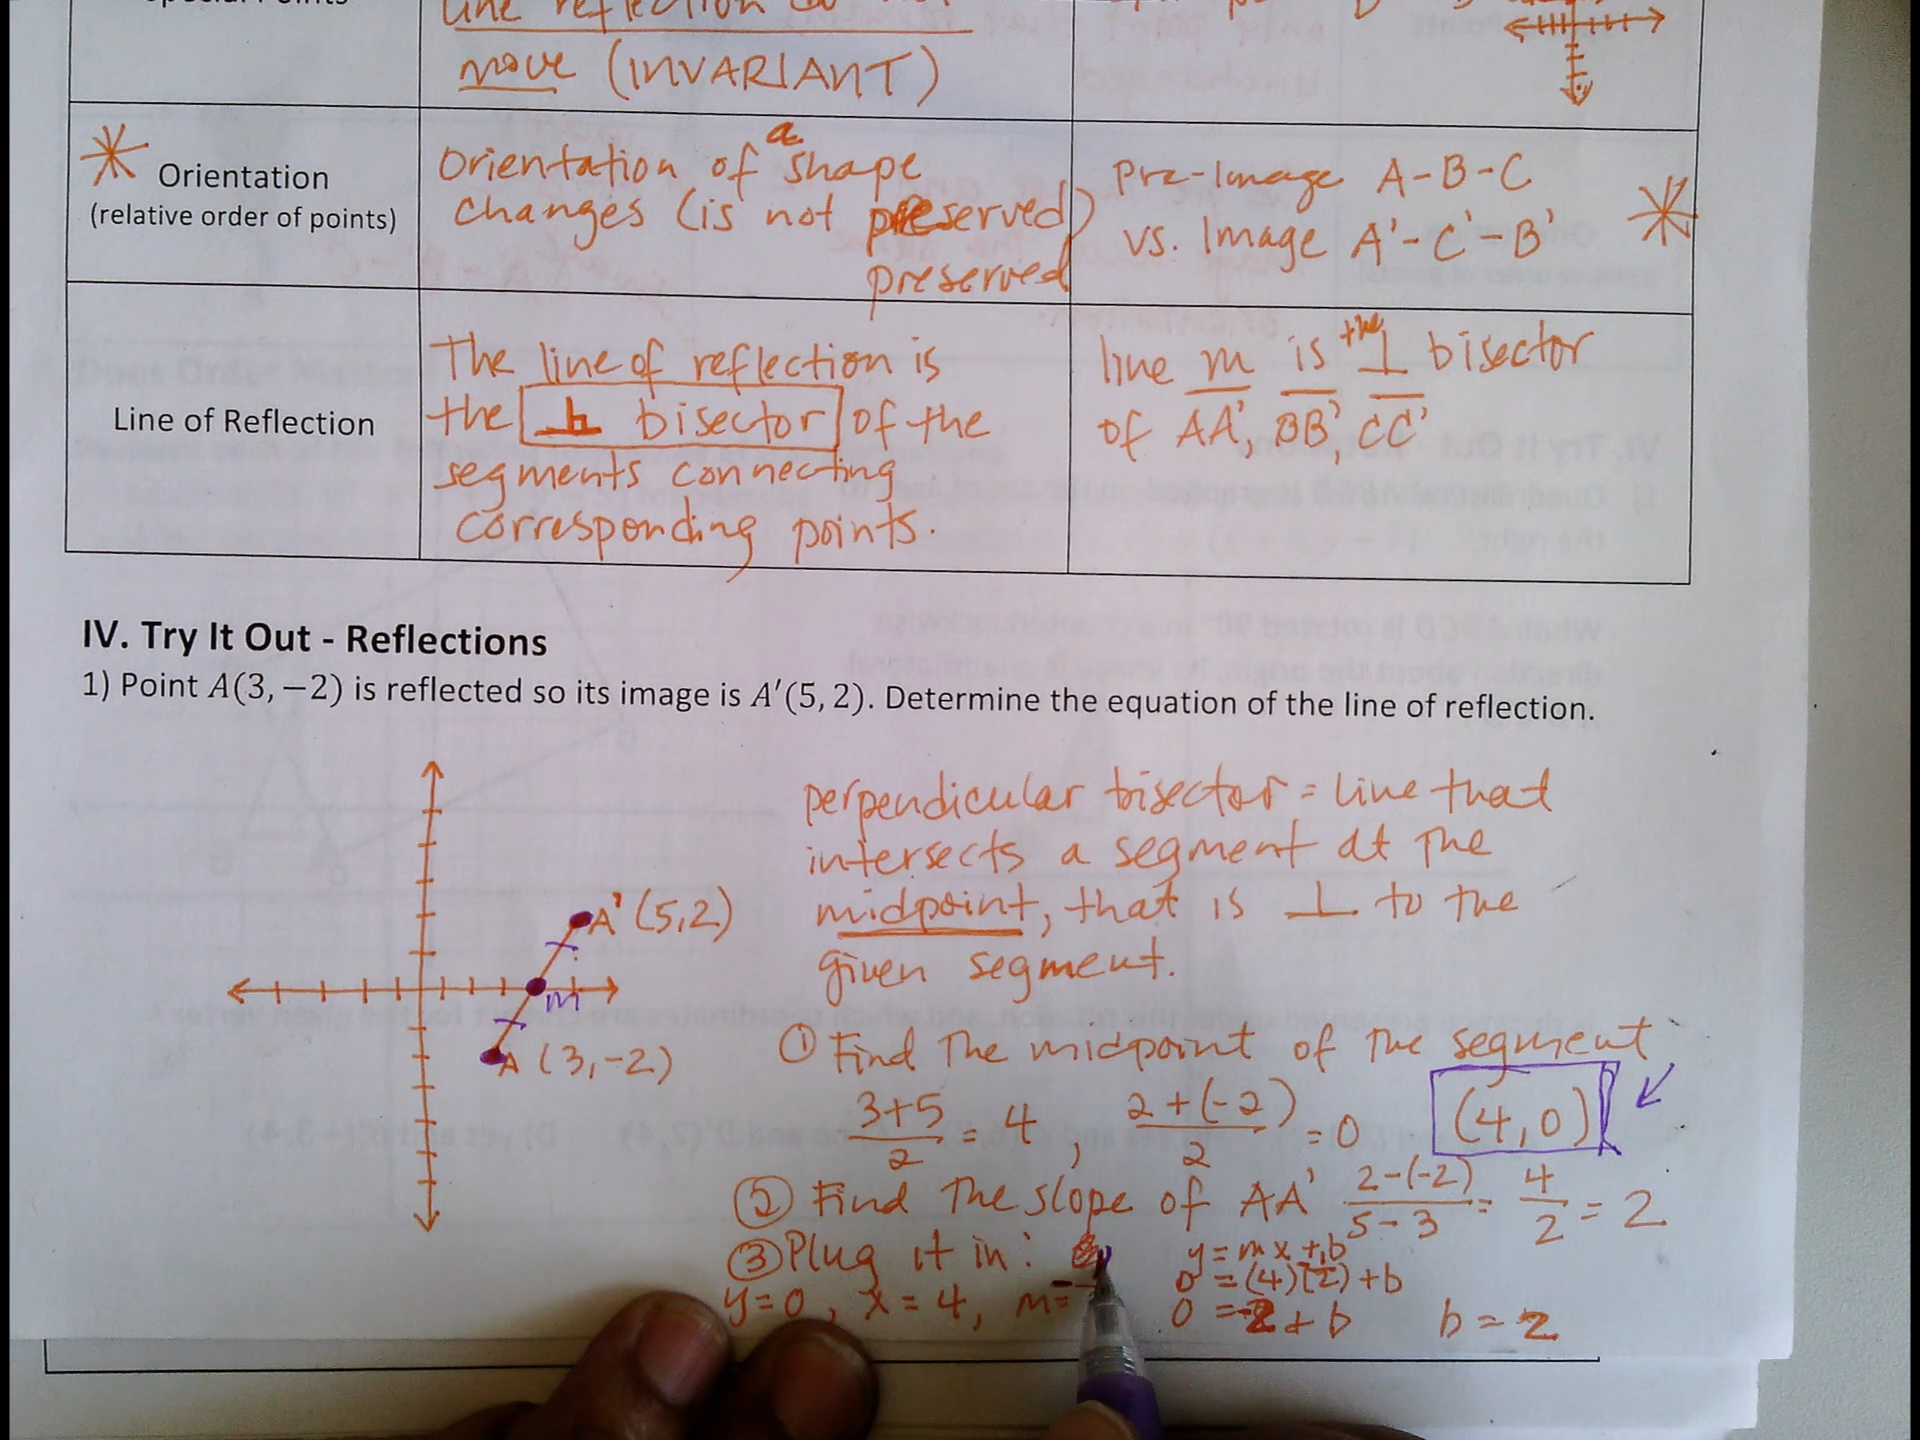 line reflection do not
move (INVARIANT)
Orientation
(relative order of points)
a
Orientation of shape
changes (is not preserved)
preserved
Pre-Image A-B-C
vs. Image A'-C'-B'
Line of Reflection
The line of reflection is
the ⊥ bisector of the
segments connecting
corresponding points.
the
line m is ⊥ bisector
of AA', BB', CC'
IV. Try It Out - Reflections
1) Point A(3, −2) is reflected so its image is A′(5, 2). Determine the equation of the line of reflection.
A' (5,2)
m
A (3,-2)
perpendicular bisector = line that
intersects a segment at the
midpoint, that is ⊥ to the
given segment.
① Find the midpoint of the segment
3+5/2 = 4, 2+(-2)/2 = 0 (4,0)
② Find the slope of AA' 2-(-2)/5-3 = 4/2 = 2
③ Plug it in: y = mx + b
y=0, x=4, m=-
0 = -2 + b b = 2